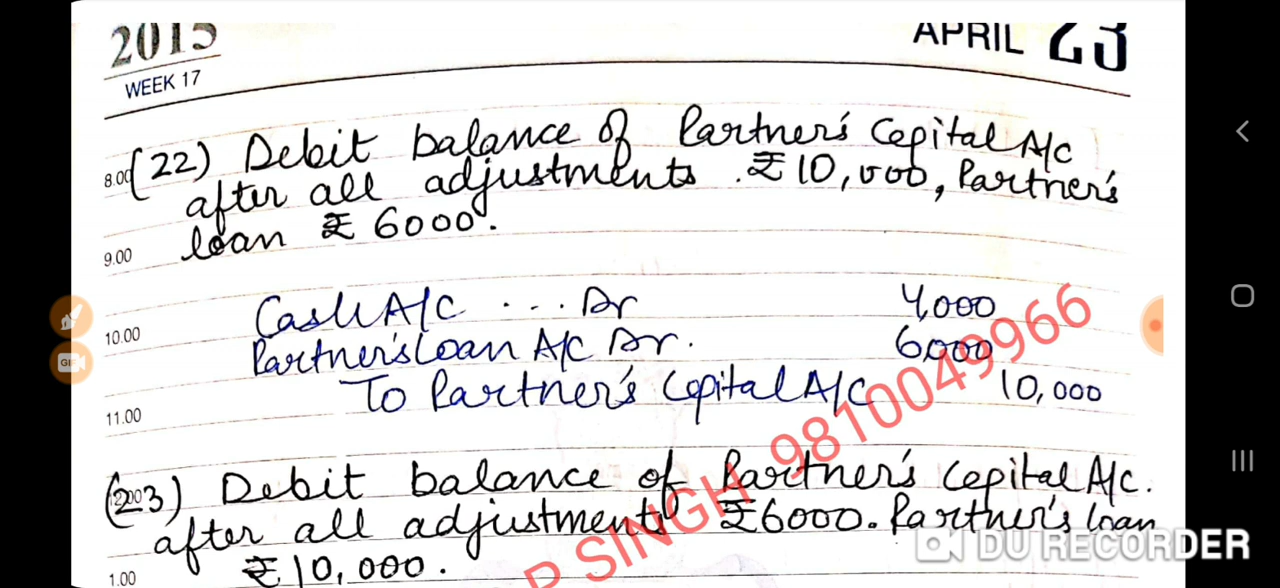 2015
APRIL 23
WEEK 17
8.00 (22) Debit balance of Partner's Capital A/c
after all adjustments. ₹ 10,000, Partner's
loan ₹ 6000.
9.00
Cash A/c ... Dr 4,000
10.00
Partner's Loan A/c Dr. 6000
To Partner's Capital A/c 10,000
11.00
SINGH 9810049966
12.00 (23) Debit balance of Partner's Capital A/c.
after all adjustments ₹6000. Partner's loan
₹10,000.
1.00
GIF
DU RECORDER